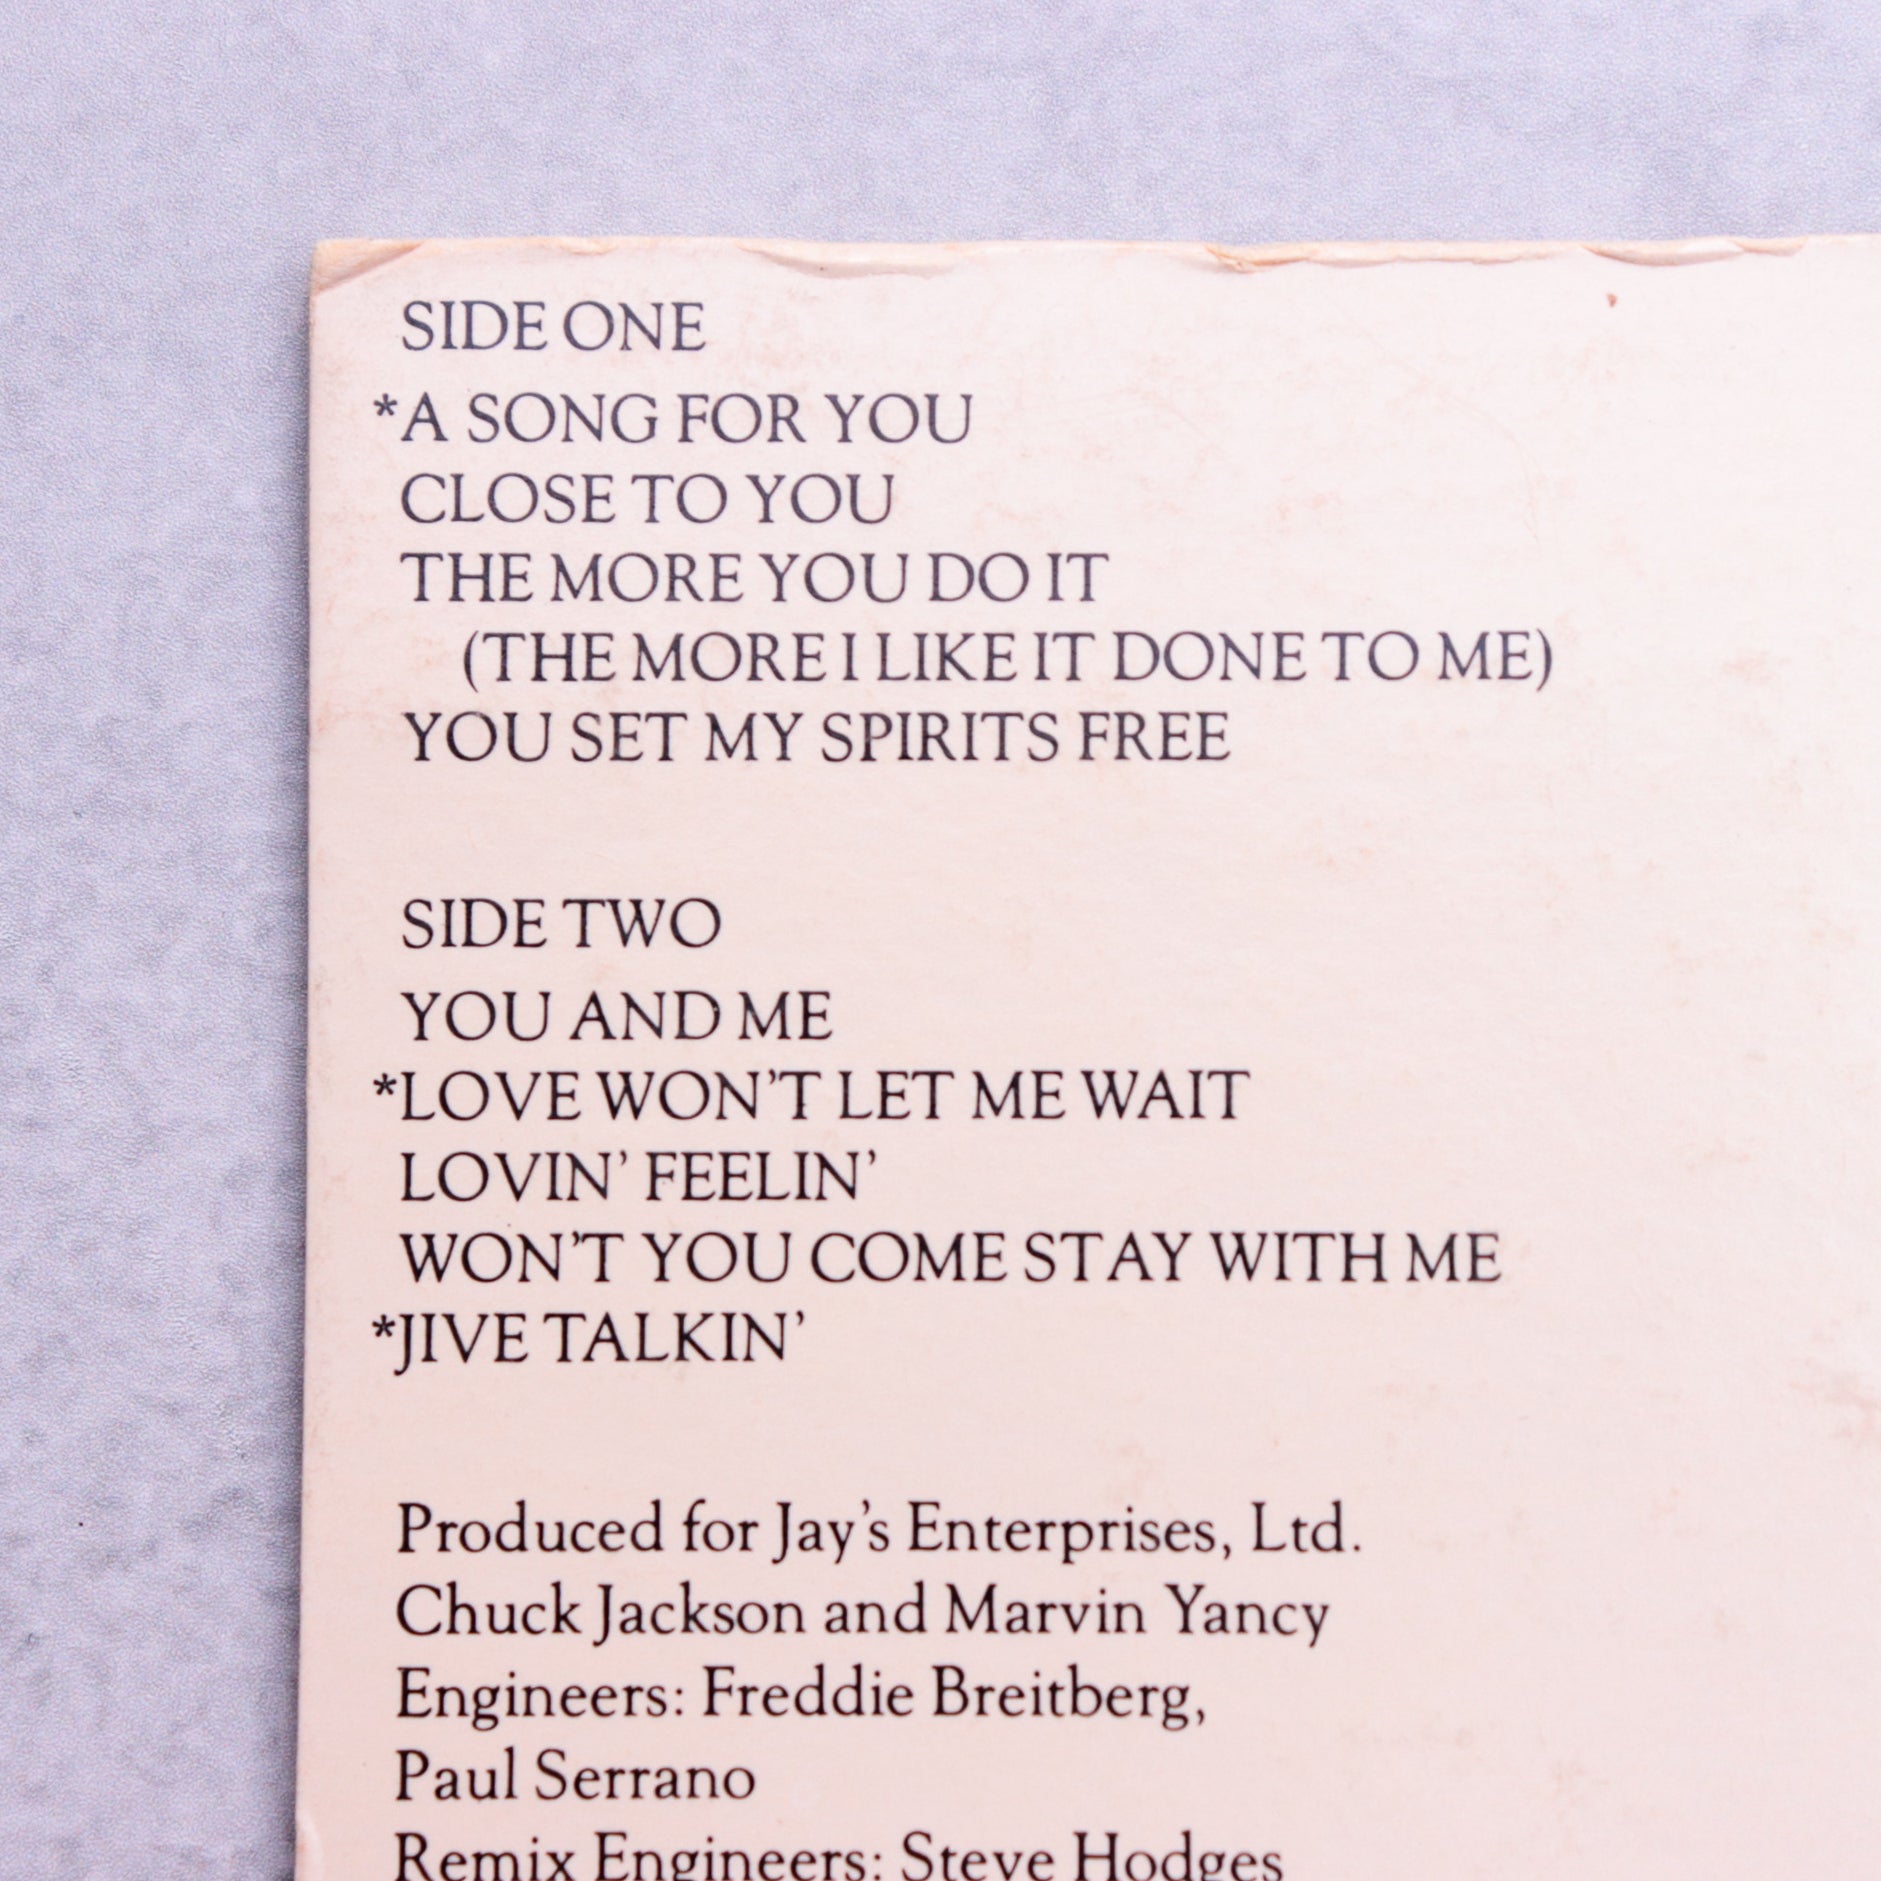 SIDE ONE
*A SONG FOR YOU
CLOSE TO YOU
THE MORE YOU DO IT
(THE MORE I LIKE IT DONE TO ME)
YOU SET MY SPIRITS FREE
SIDE TWO
YOU AND ME
*LOVE WON'T LET ME WAIT
LOVIN' FEELIN'
WON'T YOU COME STAY WITH ME
*JIVE TALKIN'
Produced for Jay's Enterprises, Ltd.
Chuck Jackson and Marvin Yancy
Engineers: Freddie Breitberg,
Paul Serrano
Remix Engineers: Steve Hodges